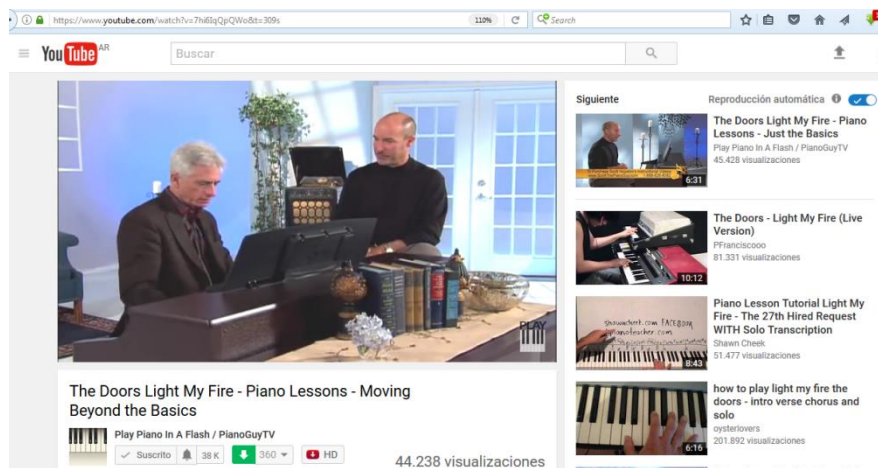 https://www.youtube.com/watch?v=7hi6IqQpQWo&t=309s
110%
Search
You Tube AR
Buscar
PLAY
The Doors Light My Fire - Piano Lessons - Moving
Beyond the Basics
Play Piano In A Flash / PianoGuyTV
Suscrito 38 K 360 HD
44.238 visualizaciones
Siguiente
Reproducción automática
6:31
The Doors Light My Fire - Piano
Lessons - Just the Basics
Play Piano In A Flash / PianoGuyTV
45.428 visualizaciones
10:12
The Doors - Light My Fire (Live
Version)
PFranciscooo
81.331 visualizaciones
8:43
Piano Lesson Tutorial Light My
Fire - The 27th Hired Request
WITH Solo Transcription
Shawn Cheek
51.477 visualizaciones
6:16
how to play light my fire the
doors - intro verse chorus and
solo
oysterlovers
201.892 visualizaciones